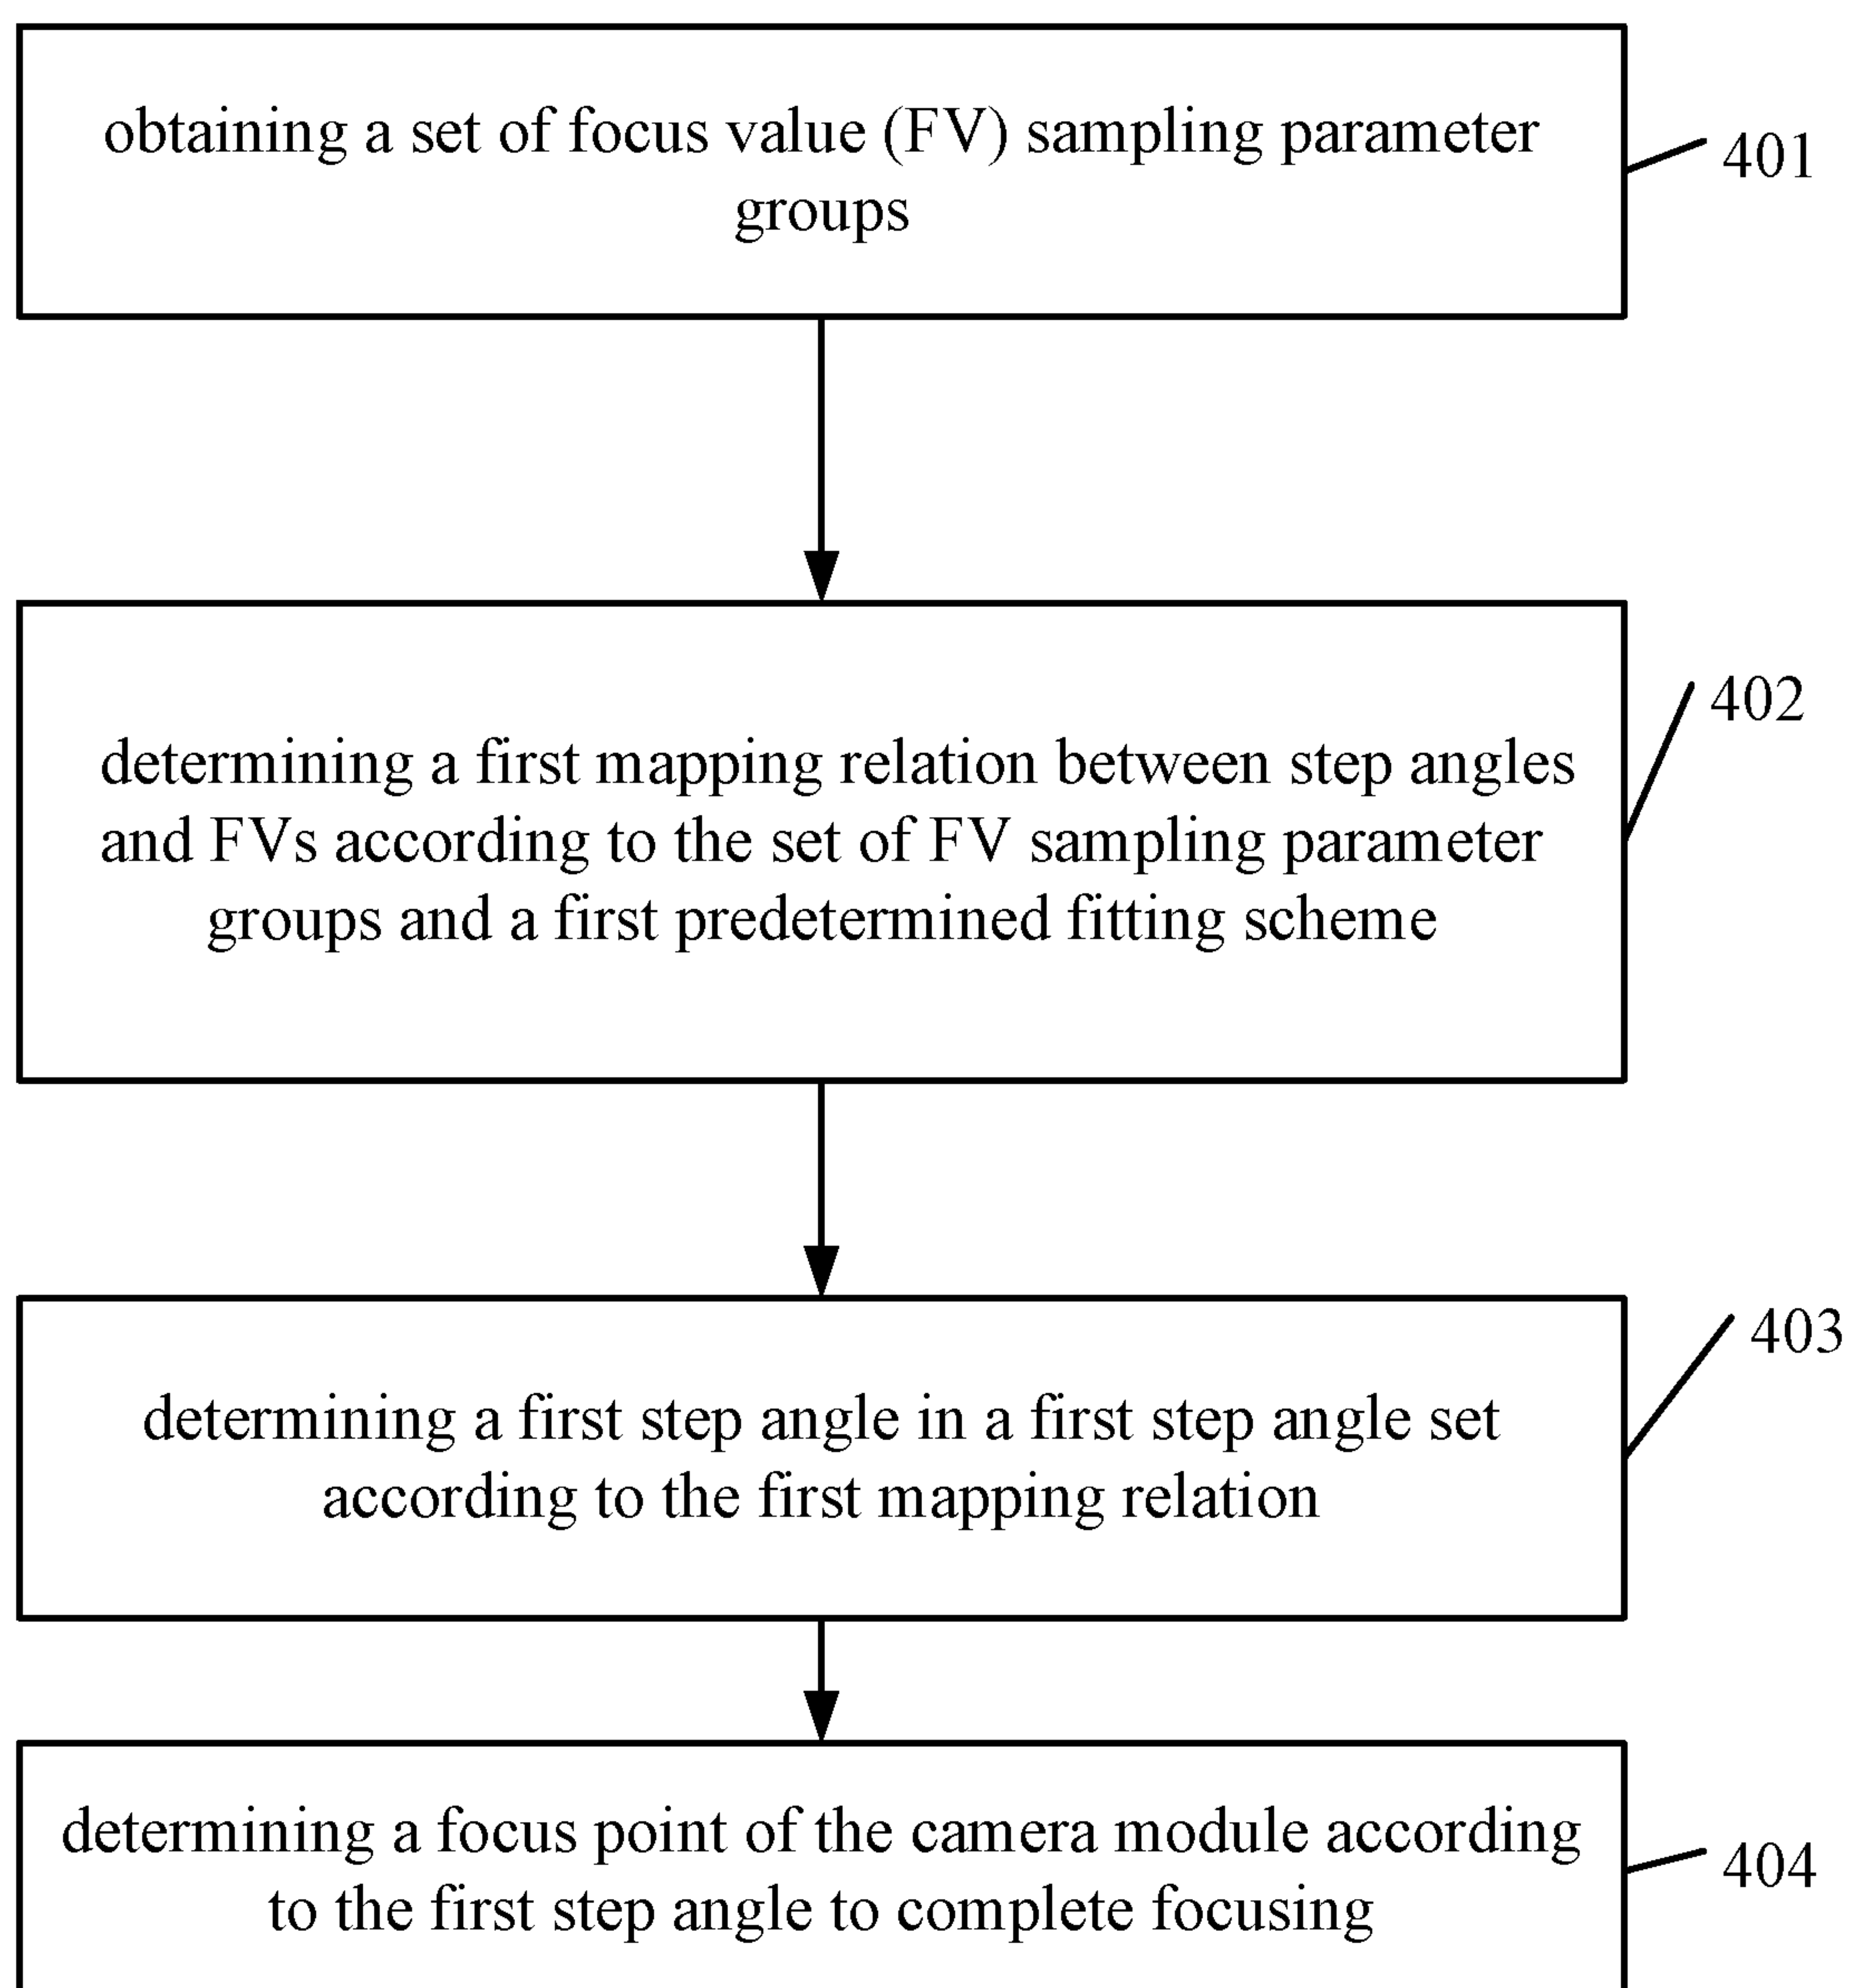 obtaining a set of focus value (FV) sampling parameter
groups
401
determining a first mapping relation between step angles
and FVs according to the set of FV sampling parameter
groups and a first predetermined fitting scheme
402
determining a first step angle in a first step angle set
according to the first mapping relation
403
determining a focus point of the camera module according
to the first step angle to complete focusing
404